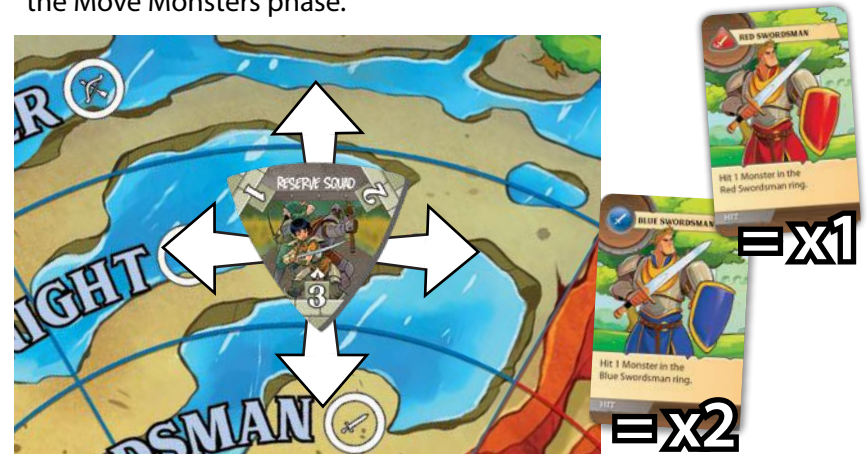 the Move Monsters phase.
R
RESERVE SQUAD
1
2
3
IGHT
DSMAN
RED SWORDSMAN
Hit 1 Monster in the
Red Swordsman ring.
HIT
=x1
BLUE SWORDSMAN
Hit 1 Monster in the
Blue Swordsman ring.
HIT
=x2